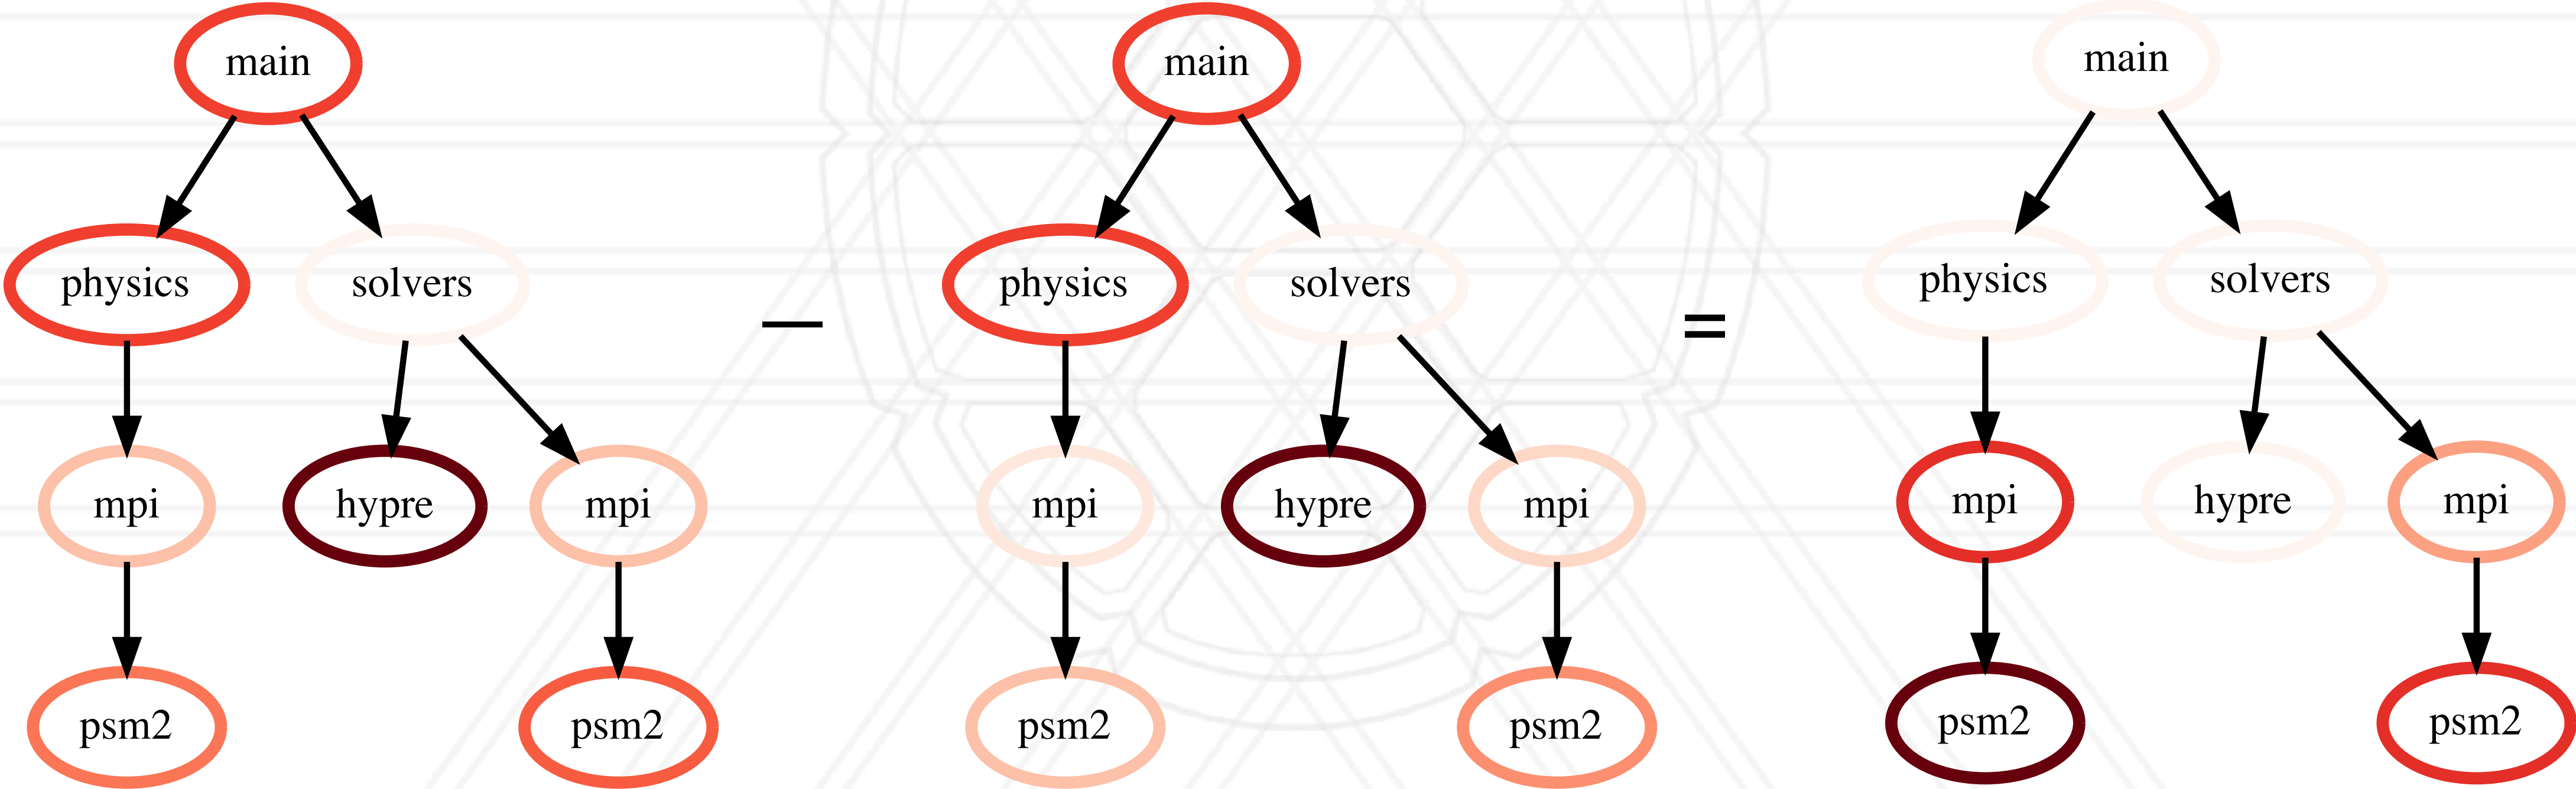 main
physics
solvers
mpi
hypre
mpi
psm2
psm2
—
main
physics
solvers
mpi
hypre
mpi
psm2
psm2
=
main
physics
solvers
mpi
hypre
mpi
psm2
psm2